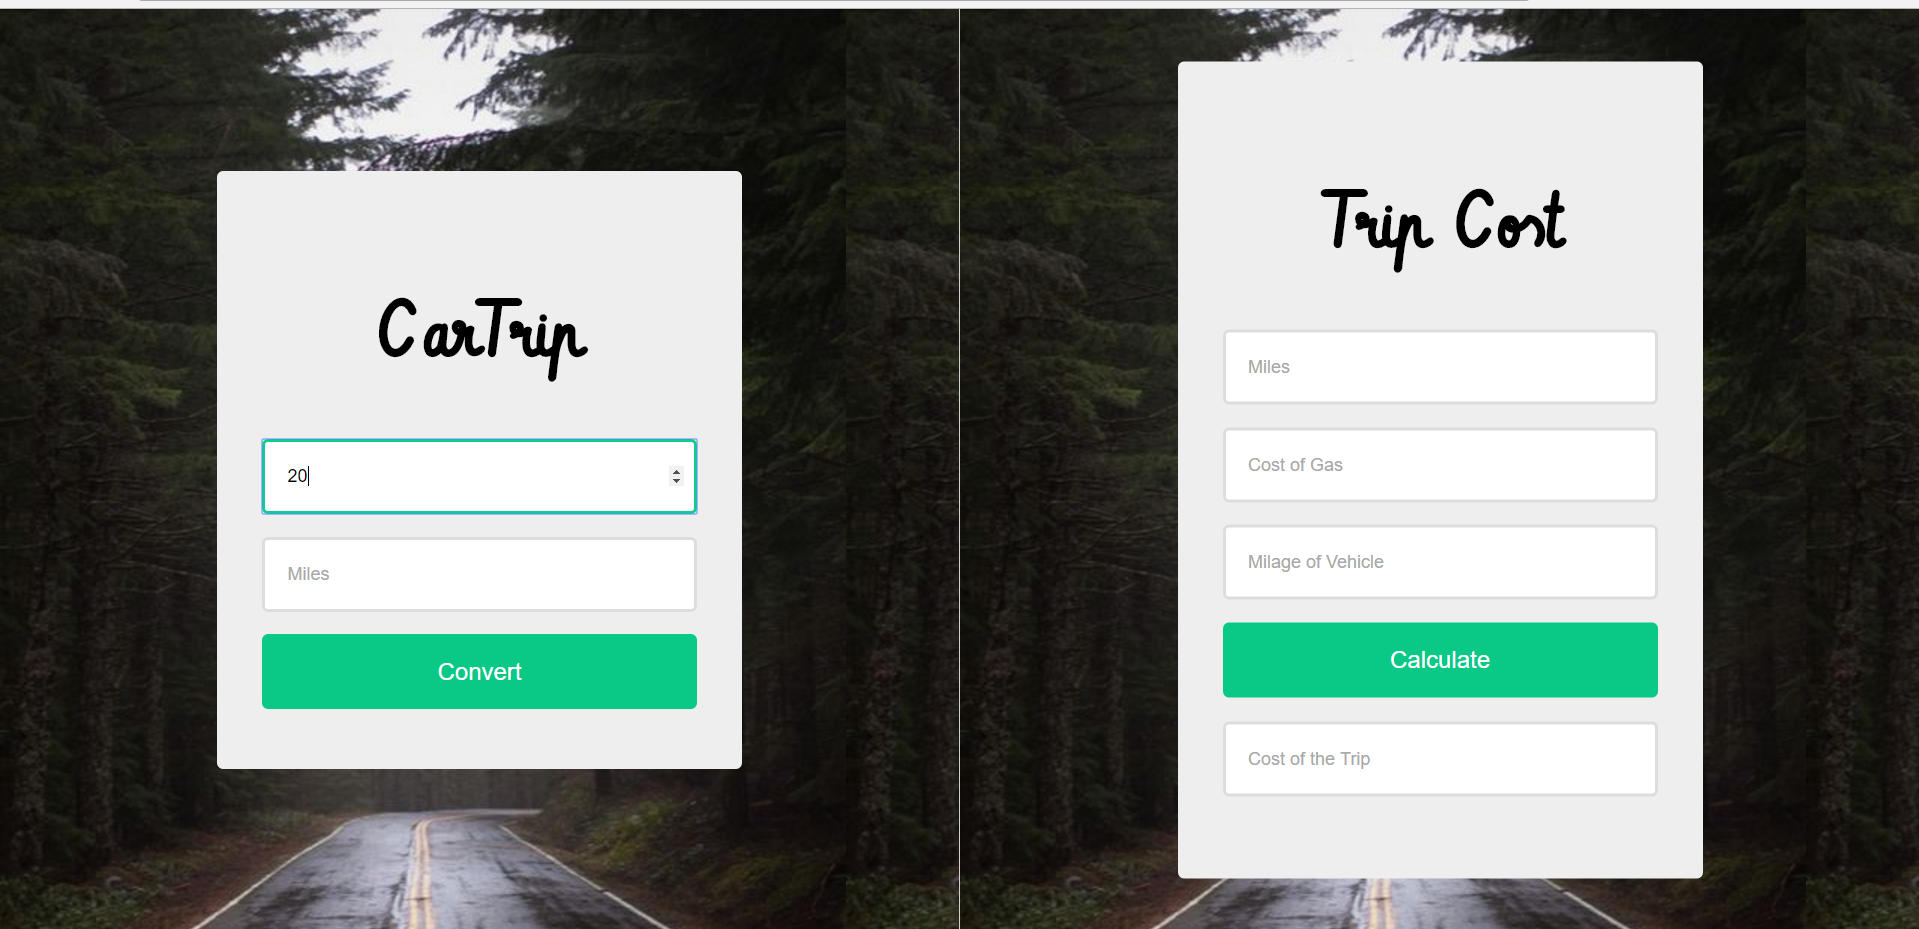 CarTrip
20
Miles
Convert
Trip Cost
Miles
Cost of Gas
Milage of Vehicle
Calculate
Cost of the Trip